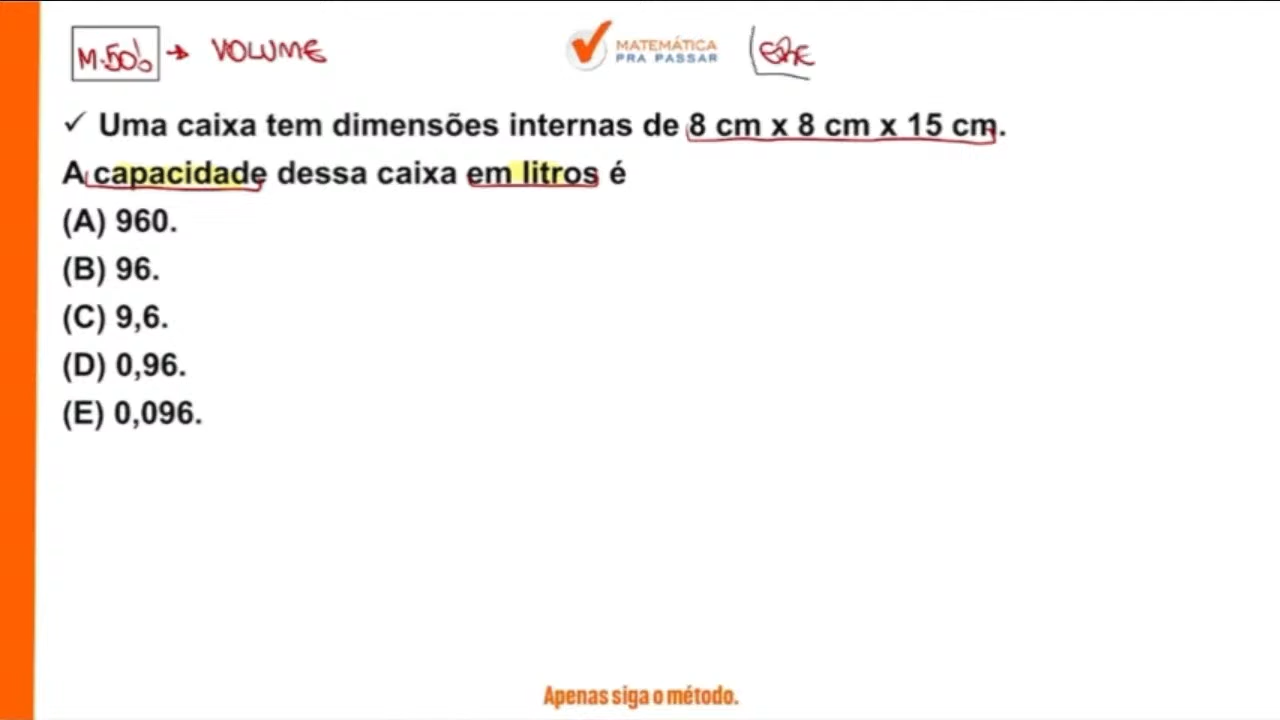 M.50% → VOLUME
MATEMÁTICA
PRA PASSAR
✓ Uma caixa tem dimensões internas de 8 cm x 8 cm x 15 cm.
A capacidade dessa caixa em litros é
(A) 960.
(B) 96.
(C) 9,6.
(D) 0,96.
(E) 0,096.
Apenas siga o método.